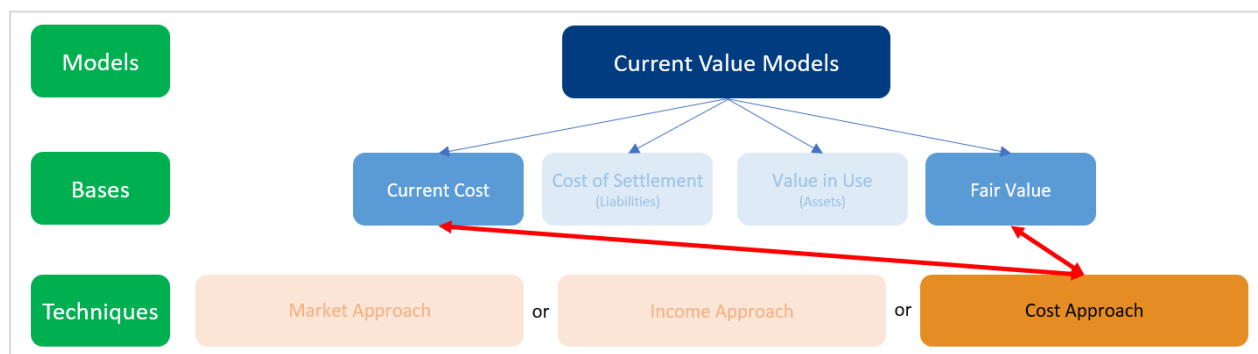 Models
Current Value Models
Bases
Current Cost
Cost of Settlement
(Liabilities)
Value in Use
(Assets)
Fair Value
Techniques
Market Approach
or
Income Approach
or
Cost Approach